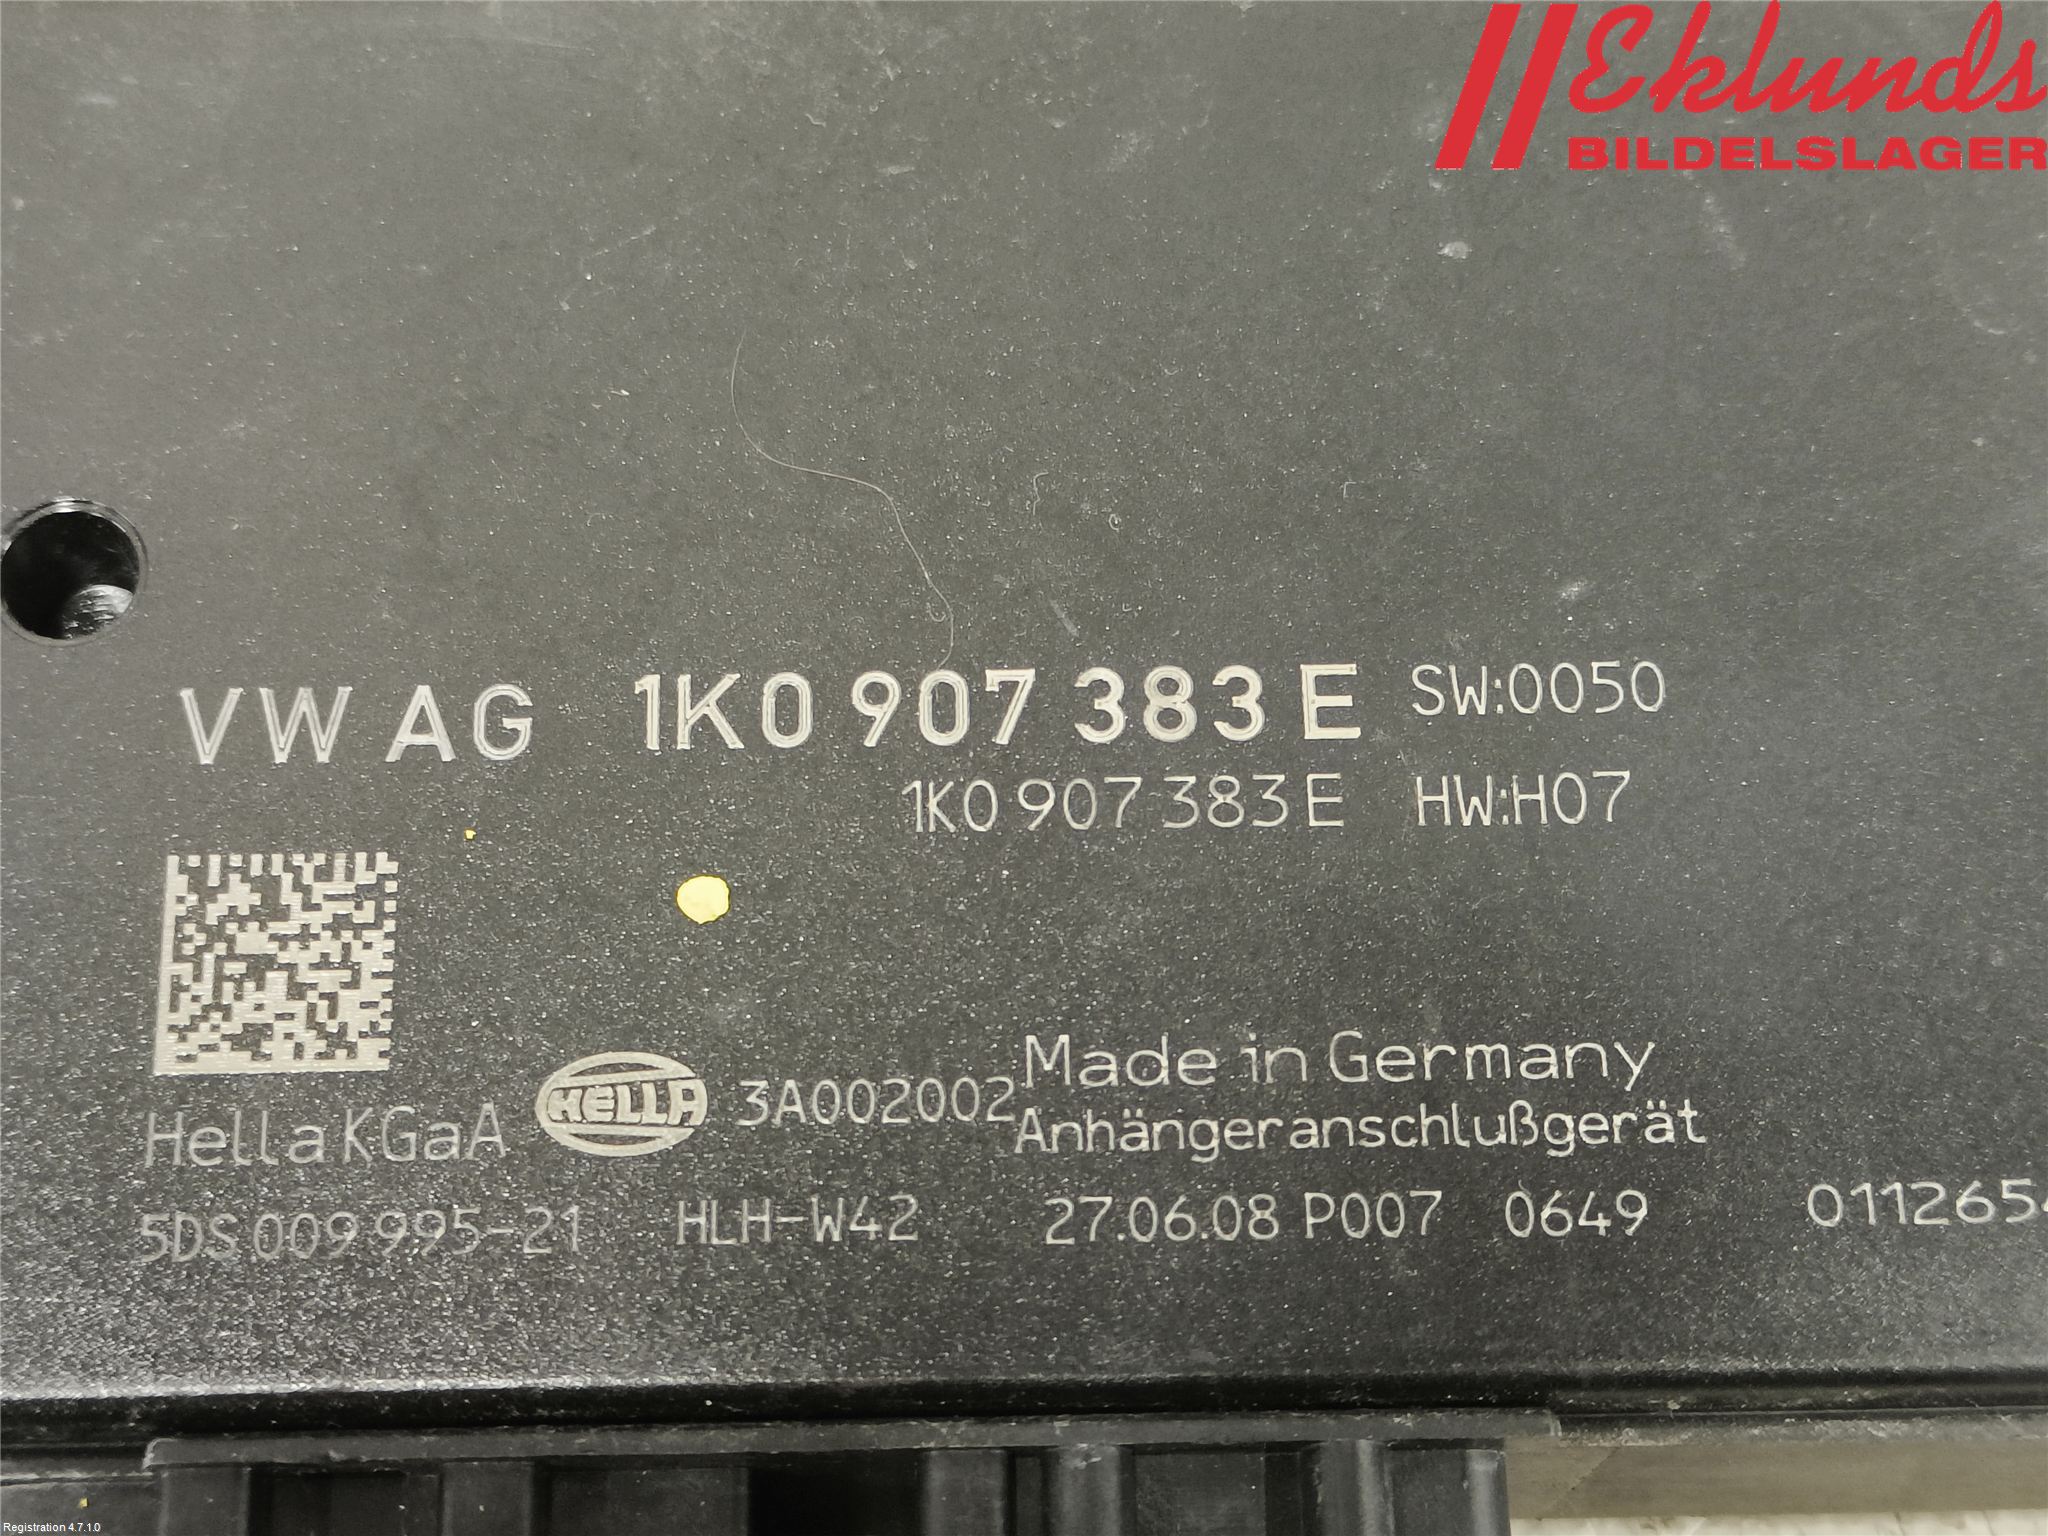 Eklunds
BILDELSLAGER
VW AG 1K0 907 383 E SW:0050
1K0 907 383 E HW:H07
Made in Germany
Hella KGaA HELLA 3A002002 Anhängeranschlußgerät
5DS 009 995-21 HLH-W42 27.06.08 P007 0649
Registration 4.7.1.0